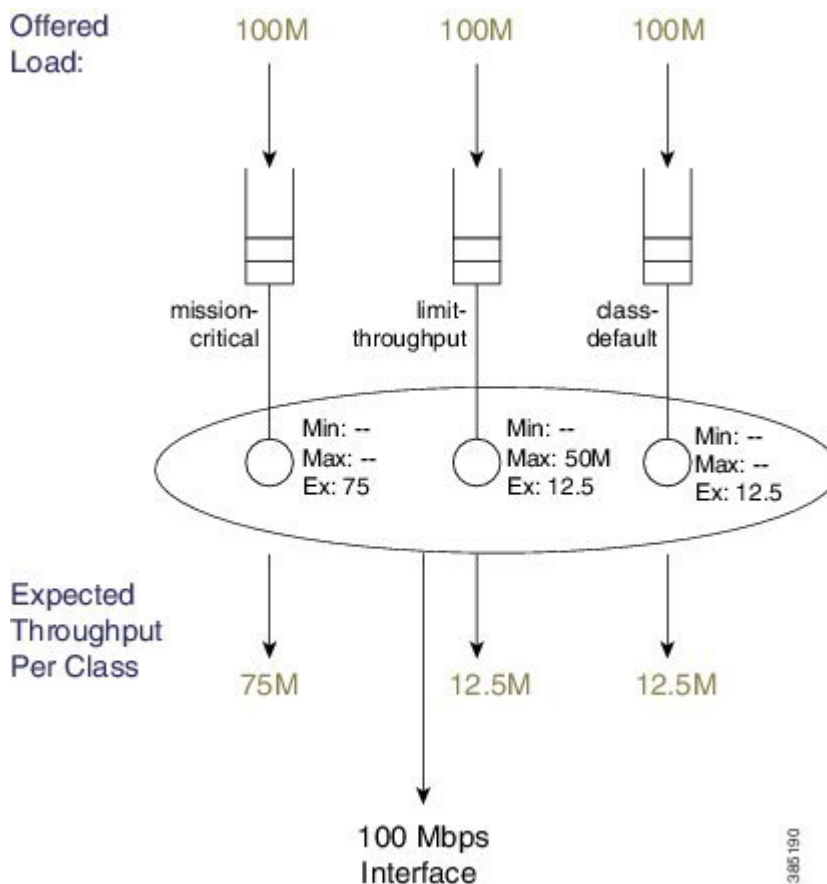 Offered
Load:
100M
100M
100M
mission-
critical
limit-
throughput
class-
default
Min: --
Max: --
Ex: 75
Min: --
Max: 50M
Ex: 12.5
Min: --
Max: --
Ex: 12.5
Expected
Throughput
Per Class
75M
12.5M
12.5M
100 Mbps
Interface
385190